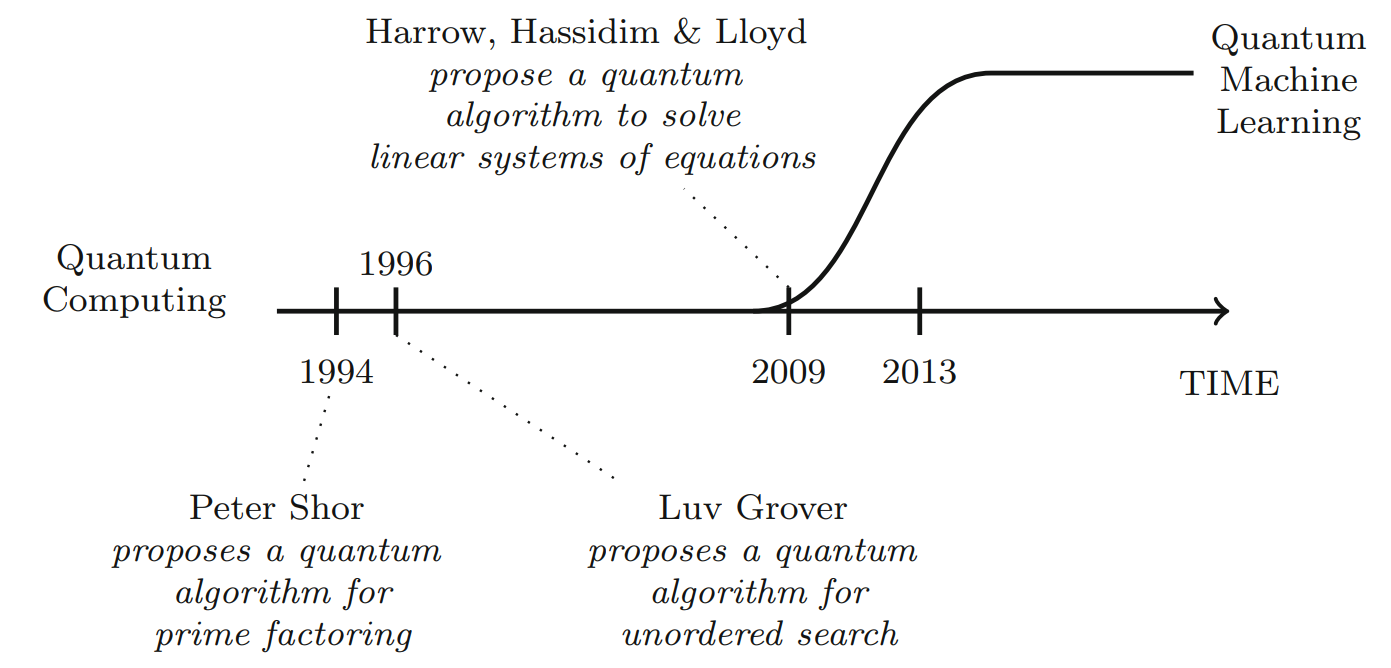 Harrow, Hassidim & Lloyd
propose a quantum
algorithm to solve
linear systems of equations
Quantum
Machine
Learning
Quantum
Computing
1996
1994
2009
2013
TIME
Peter Shor
proposes a quantum
algorithm for
prime factoring
Luv Grover
proposes a quantum
algorithm for
unordered search